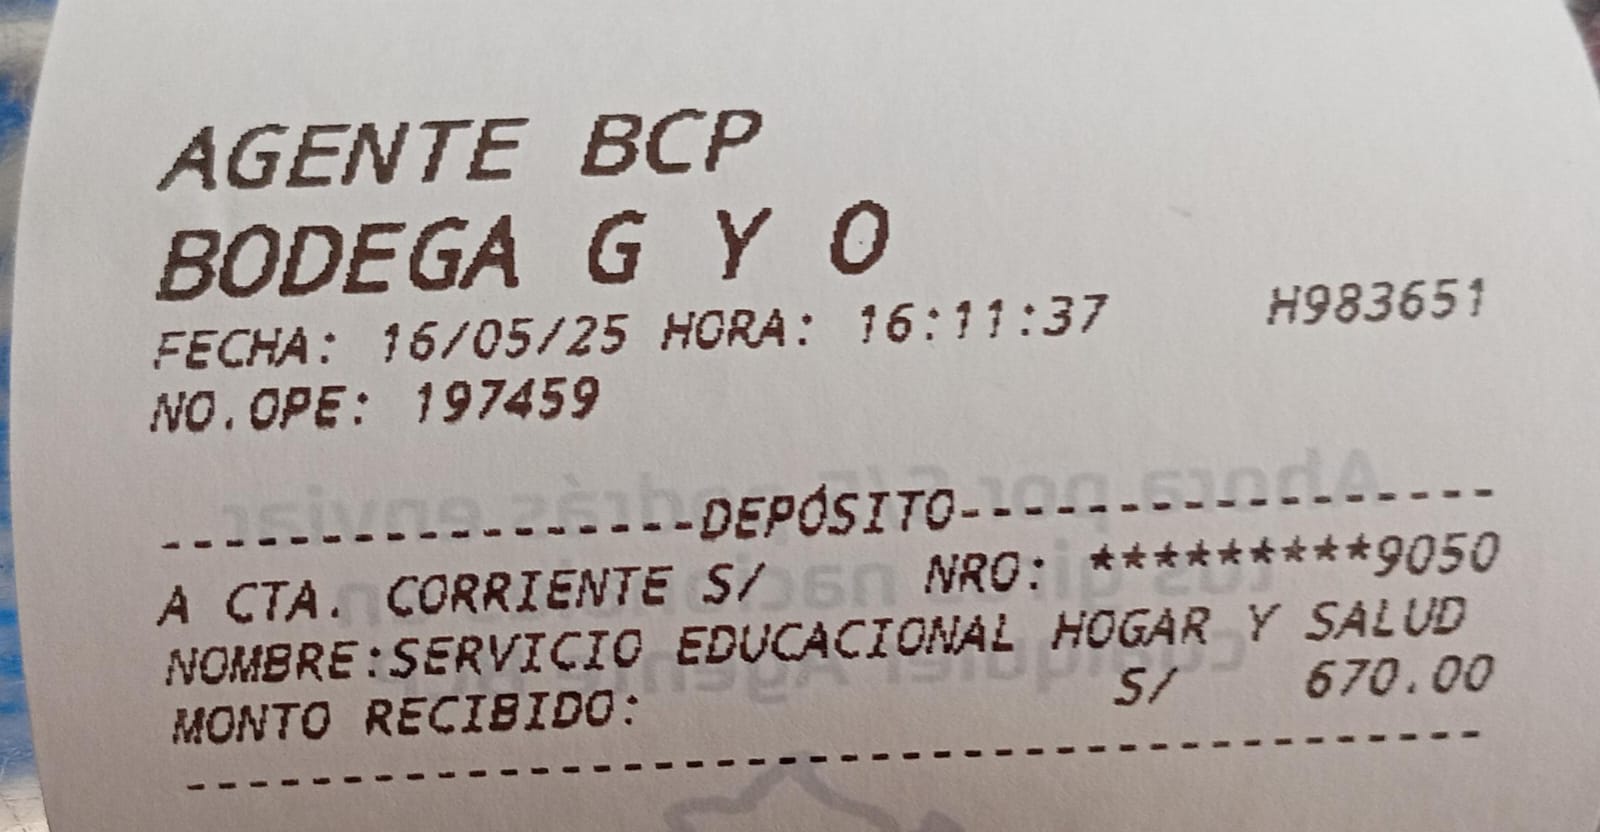 AGENTE BCP
BODEGA G Y O
FECHA: 16/05/25 HORA: 16:11:37 H983651
NO.OPE: 197459
-----------------DEPÓSITO-----------------
A CTA. CORRIENTE S/ NRO: *********9050
NOMBRE:SERVICIO EDUCACIONAL HOGAR Y SALUD
MONTO RECIBIDO: S/ 670.00
------------------------------------------